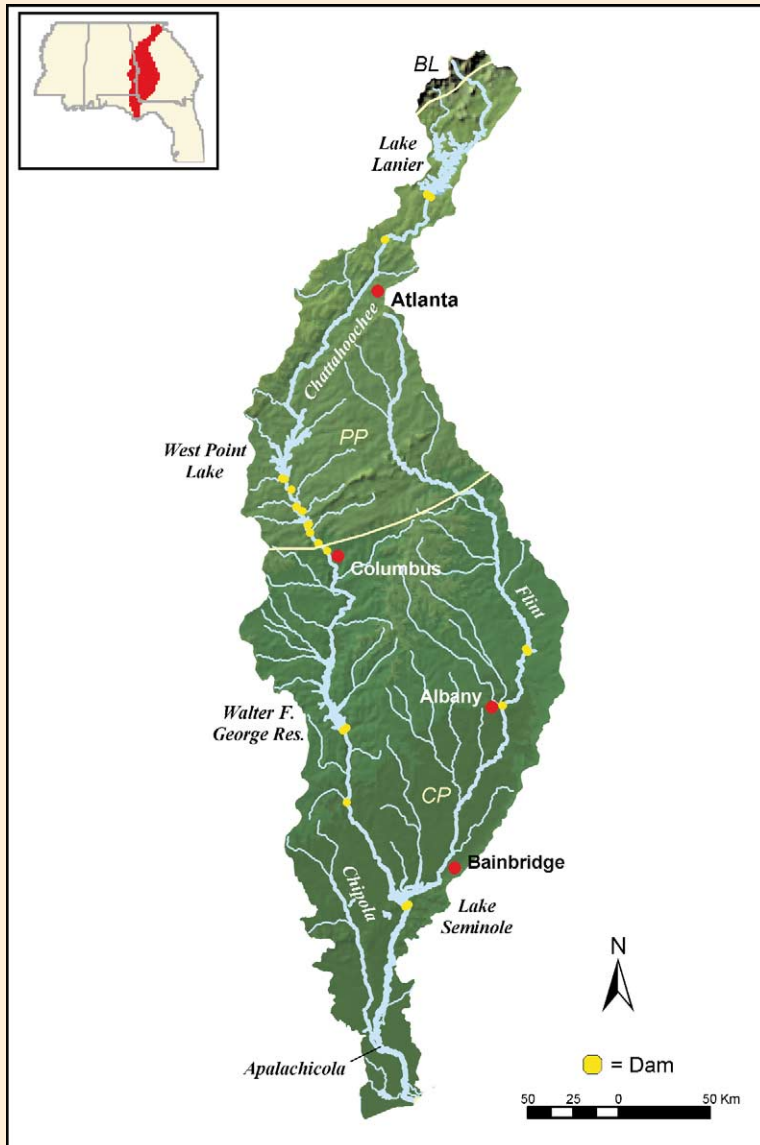 BL
Lake
Lanier
Atlanta
Chattahoochee
PP
West Point
Lake
Columbus
Flint
Albany
Walter F.
George Res.
CP
Bainbridge
Chipola
Lake
Seminole
N
Apalachicola
= Dam
50 25 0 50 Km